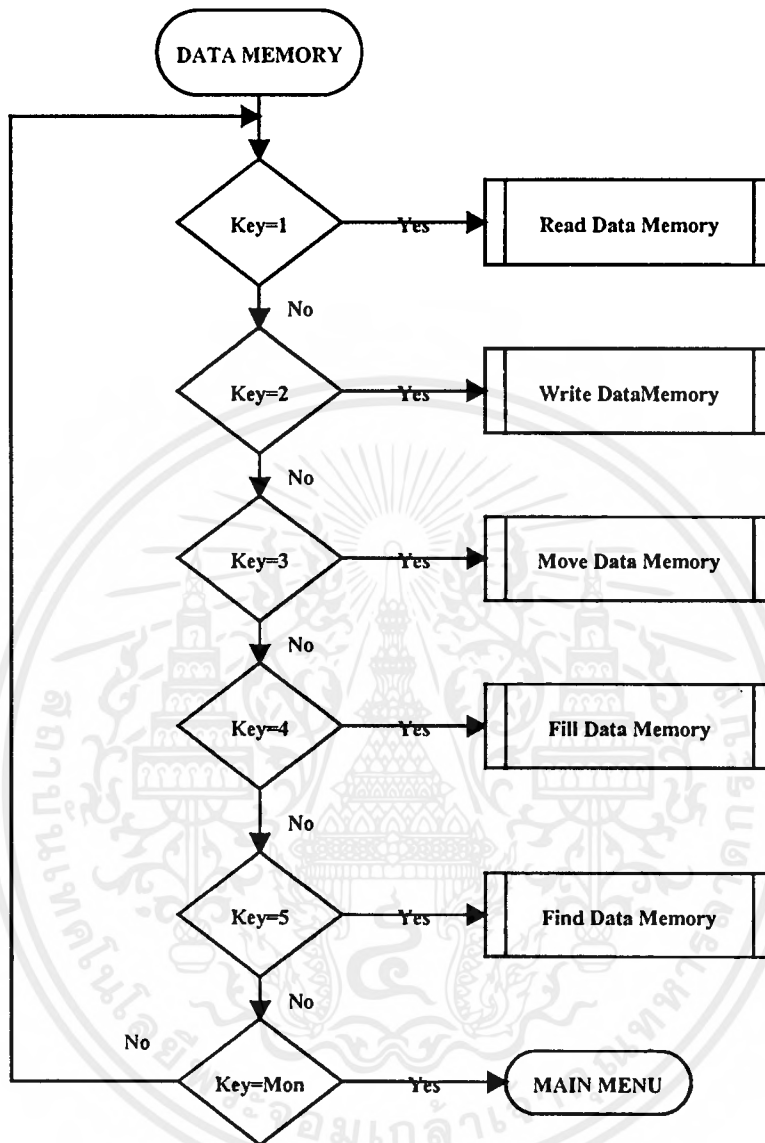 DATA MEMORY
Key=1
Yes
Read Data Memory
No
Key=2
Yes
Write DataMemory
No
Key=3
Yes
Move Data Memory
No
Key=4
Yes
Fill Data Memory
No
Key=5
Yes
Find Data Memory
No
No
Key=Mon
Yes
MAIN MENU